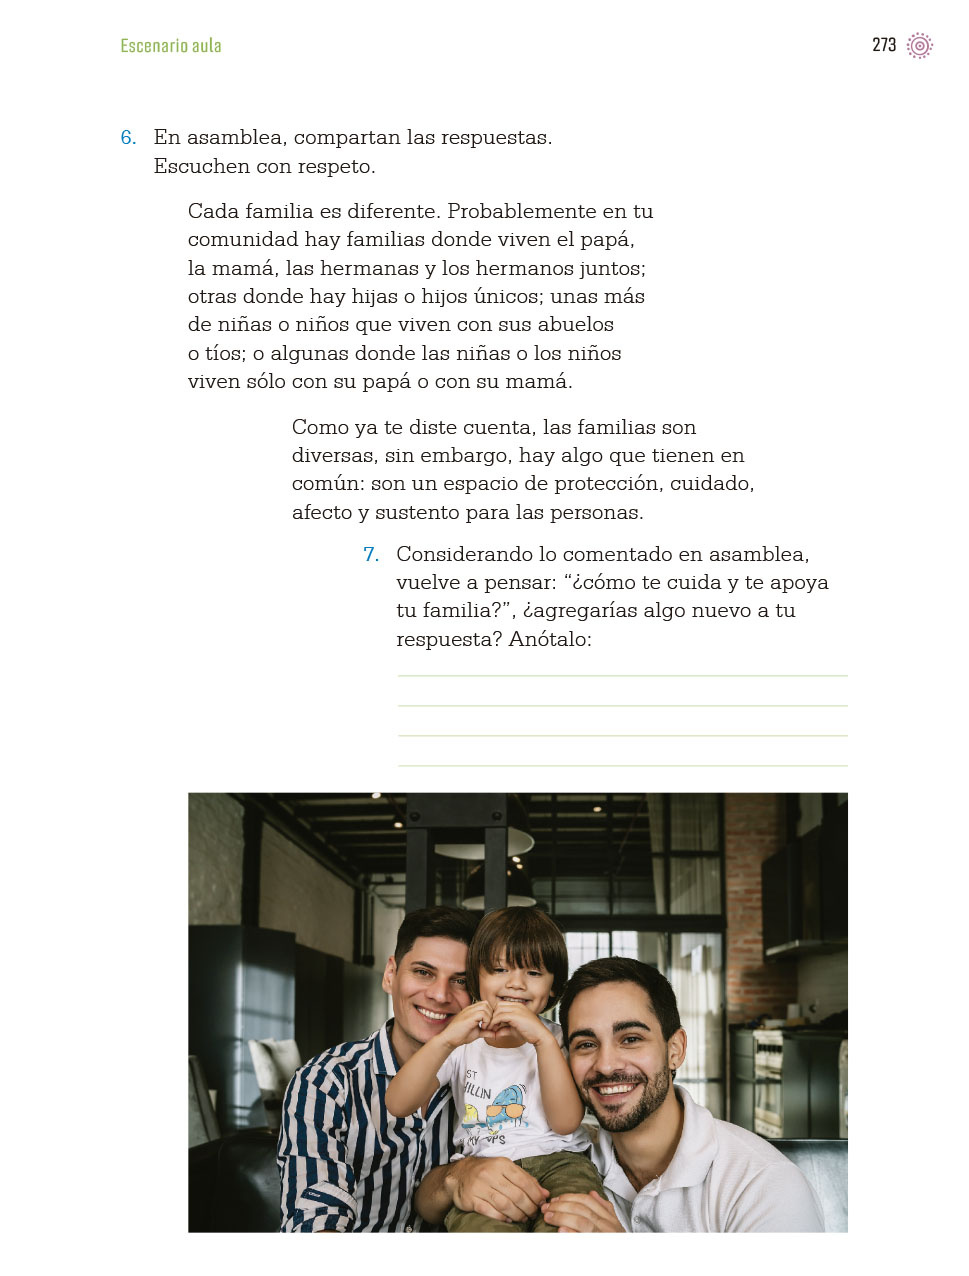 Escenario aula
273
6. En asamblea, compartan las respuestas.
Escuchen con respeto.
Cada familia es diferente. Probablemente en tu
comunidad hay familias donde viven el papá,
la mamá, las hermanas y los hermanos juntos;
otras donde hay hijas o hijos únicos; unas más
de niñas o niños que viven con sus abuelos
o tíos; o algunas donde las niñas o los niños
viven sólo con su papá o con su mamá.
Como ya te diste cuenta, las familias son
diversas, sin embargo, hay algo que tienen en
común: son un espacio de protección, cuidado,
afecto y sustento para las personas.
7. Considerando lo comentado en asamblea,
vuelve a pensar: “¿cómo te cuida y te apoya
tu familia?”, ¿agregarías algo nuevo a tu
respuesta? Anótalo: